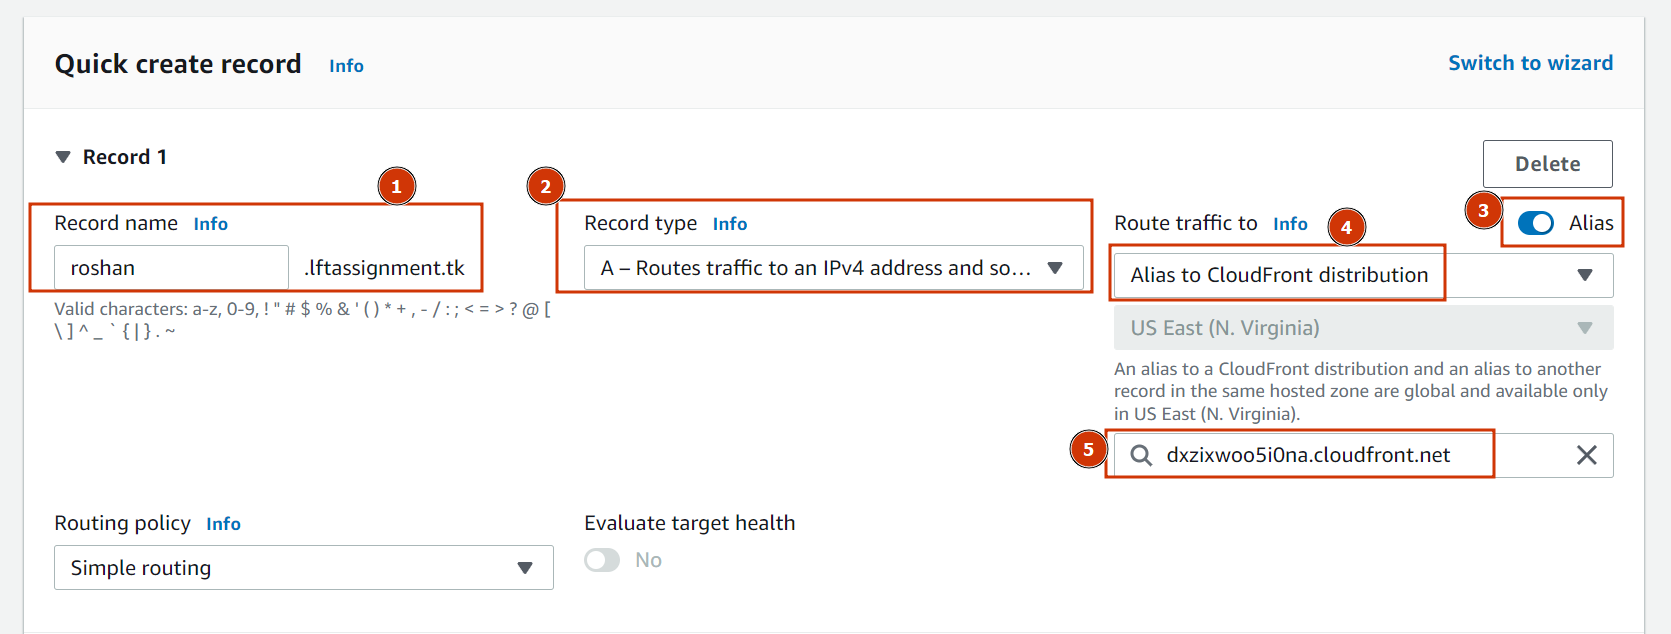 Quick create record Info Switch to wizard
Record 1
Delete
1
2
3
4
Record name Info
roshan .lftassignment.tk
Valid characters: a-z, 0-9, ! " # $ % & ' ( ) * + , - / : ; < = > ? @ [
\ ] ^ _ ` { | } . ~
Record type Info
A – Routes traffic to an IPv4 address and so...
Route traffic to Info Alias
Alias to CloudFront distribution
US East (N. Virginia)
An alias to a CloudFront distribution and an alias to another
record in the same hosted zone are global and available only
in US East (N. Virginia).
5
dxzixwoo5i0na.cloudfront.net
Routing policy Info
Simple routing
Evaluate target health
No